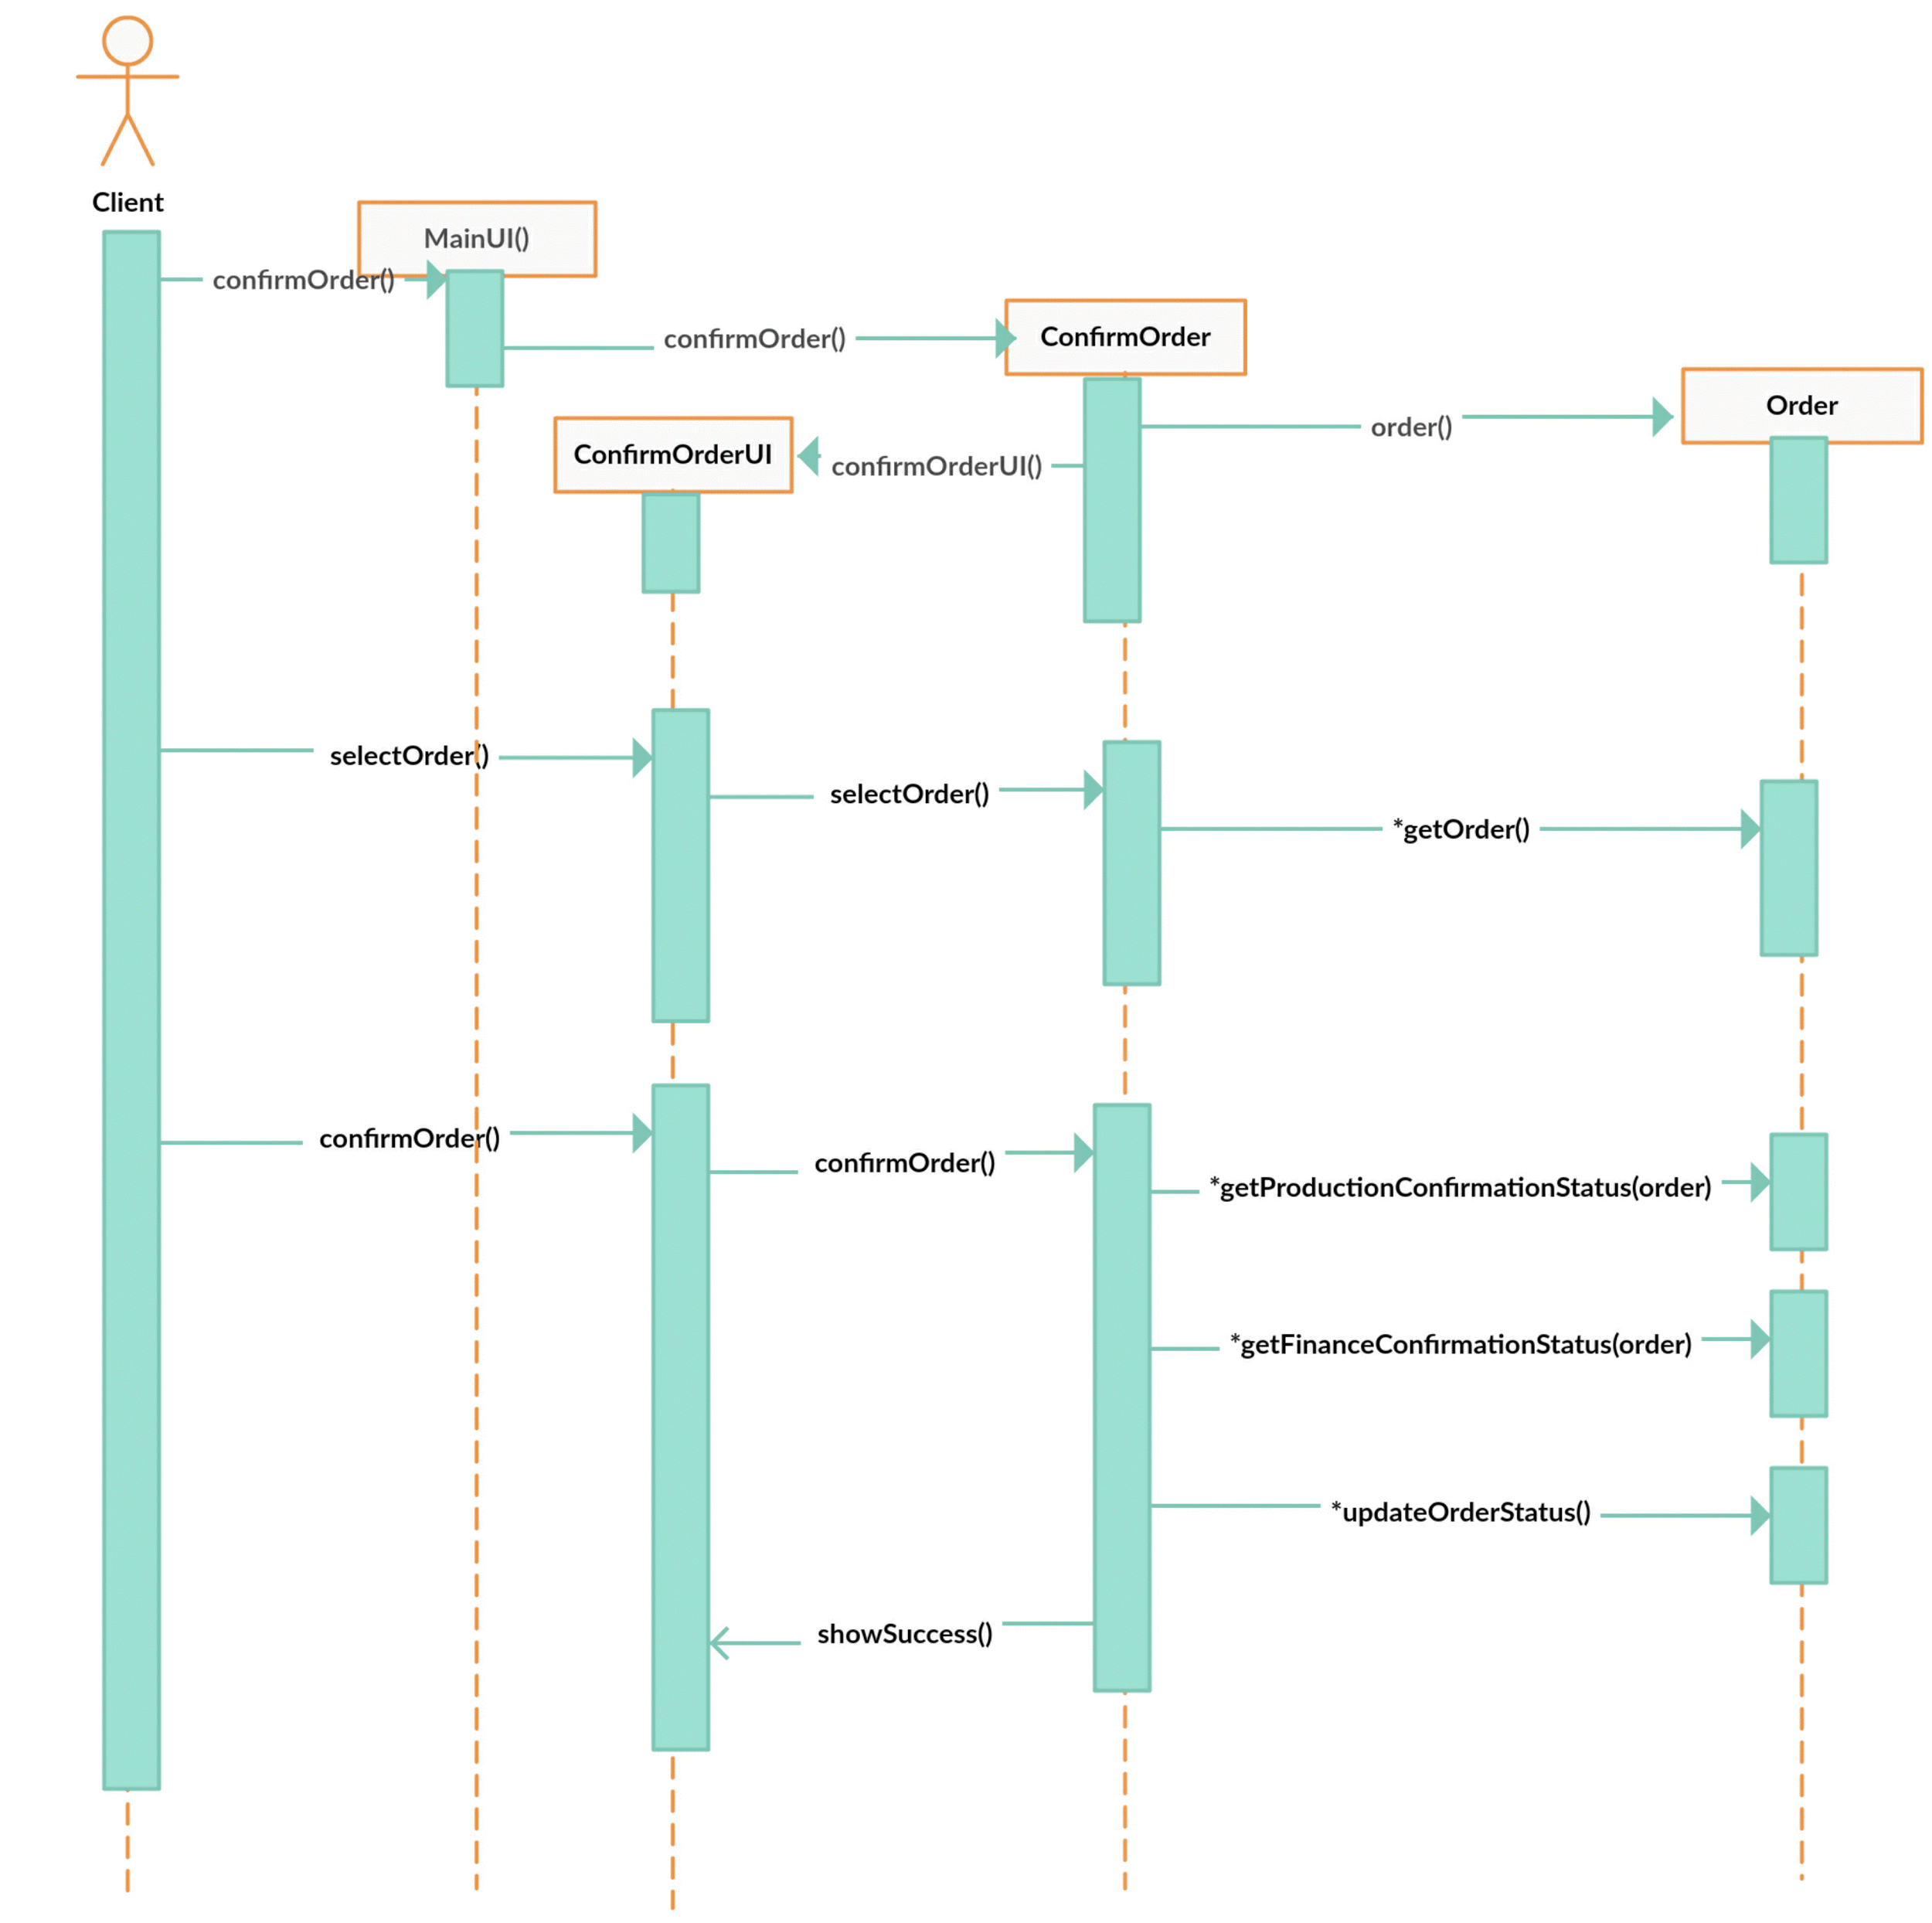 Client
MainUI()
confirmOrder()
confirmOrder()
ConfirmOrder
Order
order()
ConfirmOrderUI
confirmOrderUI()
selectOrder()
selectOrder()
*getOrder()
confirmOrder()
confirmOrder()
*getProductionConfirmationStatus(order)
*getFinanceConfirmationStatus(order)
*updateOrderStatus()
showSuccess()